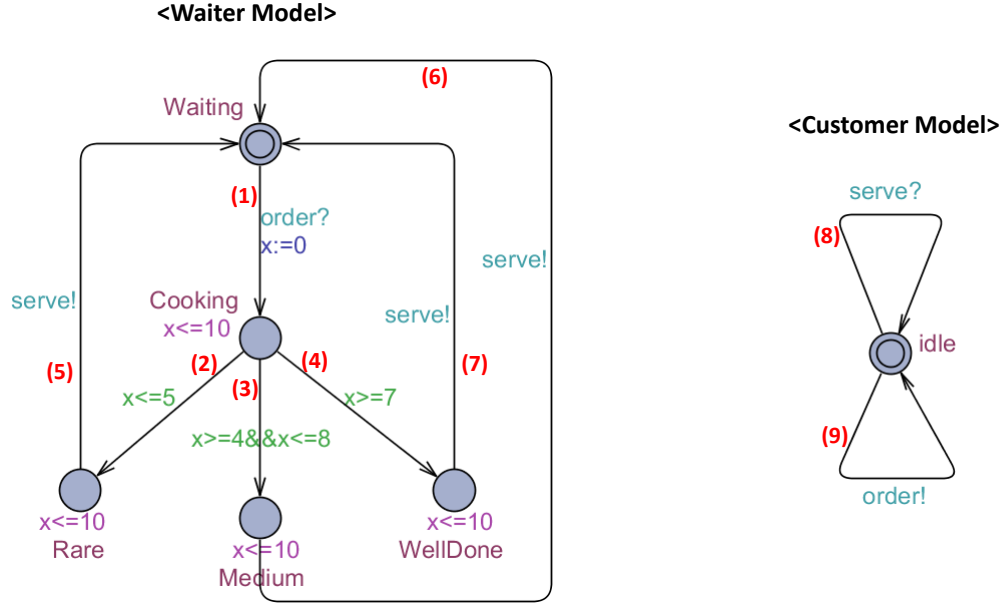 <Waiter Model>
(6)
Waiting
<Customer Model>
(1)
order?
x:=0
serve?
(8)
serve!
serve!
serve!
Cooking
x<=10
(2)
(3)
(4)
(5)
(7)
idle
x<=5
x>=7
x>=4&&x<=8
(9)
order!
x<=10
Rare
x<=10
Medium
x<=10
WellDone